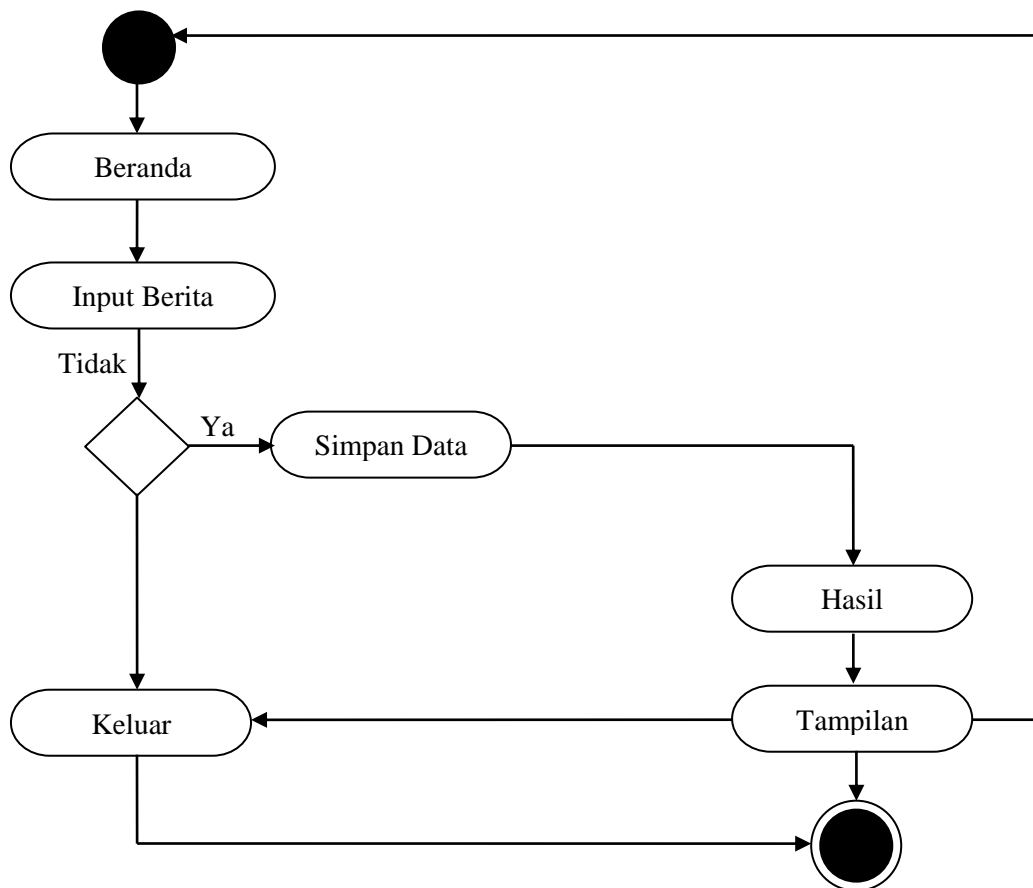 Beranda
Input Berita
Tidak
Ya
Simpan Data
Hasil
Keluar
Tampilan